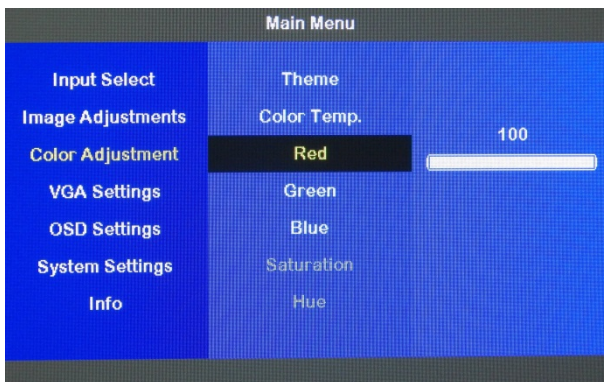 Main Menu
Input Select
Image Adjustments
Color Adjustment
VGA Settings
OSD Settings
System Settings
Info
Theme
Color Temp.
Red
Green
Blue
Saturation
Hue
100